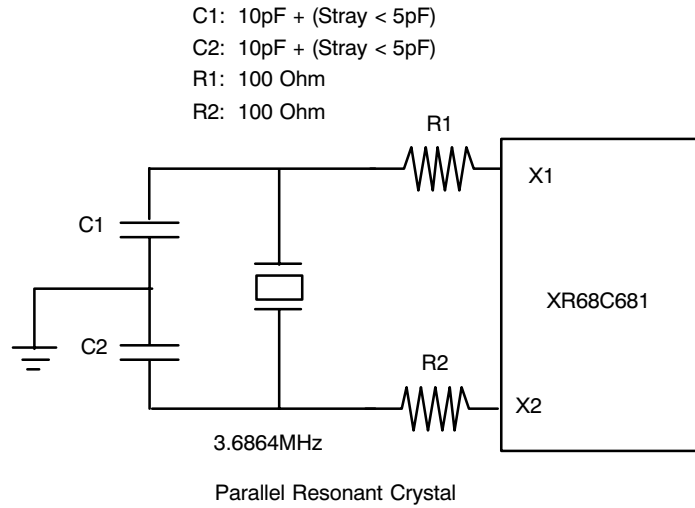 C1: 10pF + (Stray < 5pF)
C2: 10pF + (Stray < 5pF)
R1: 100 Ohm
R2: 100 Ohm
R1
X1
C1
XR68C681
C2
R2
X2
3.6864MHz
Parallel Resonant Crystal